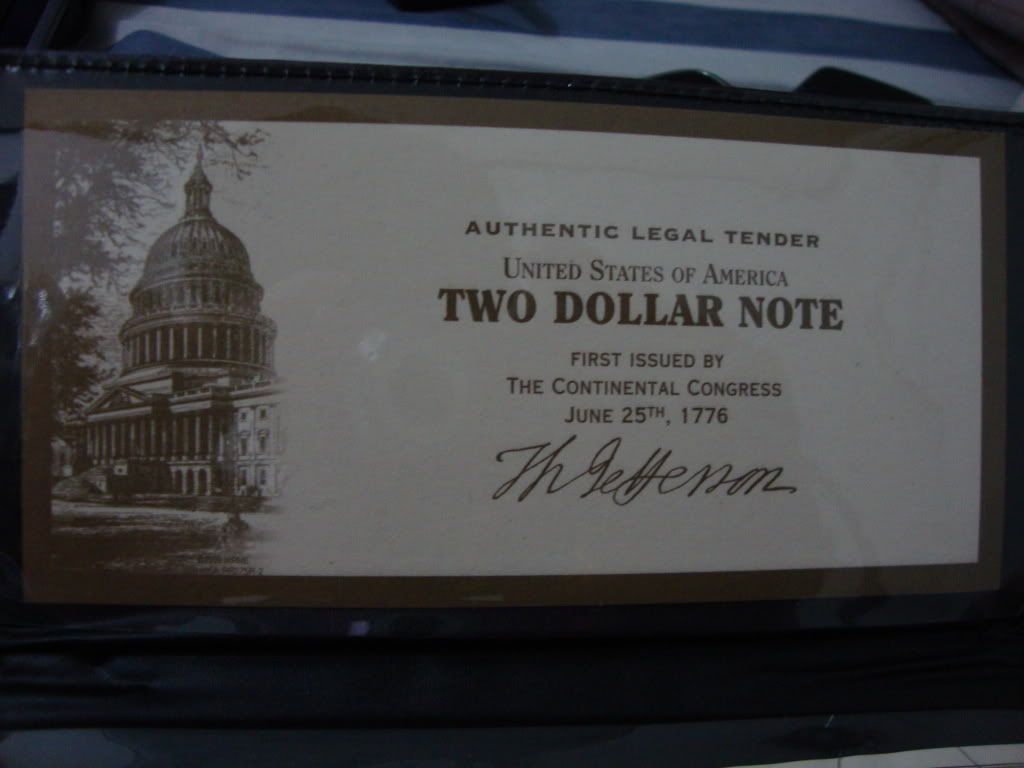 AUTHENTIC LEGAL TENDER
UNITED STATES OF AMERICA
TWO DOLLAR NOTE
FIRST ISSUED BY
THE CONTINENTAL CONGRESS
JUNE 25TH, 1776
Th Jefferson